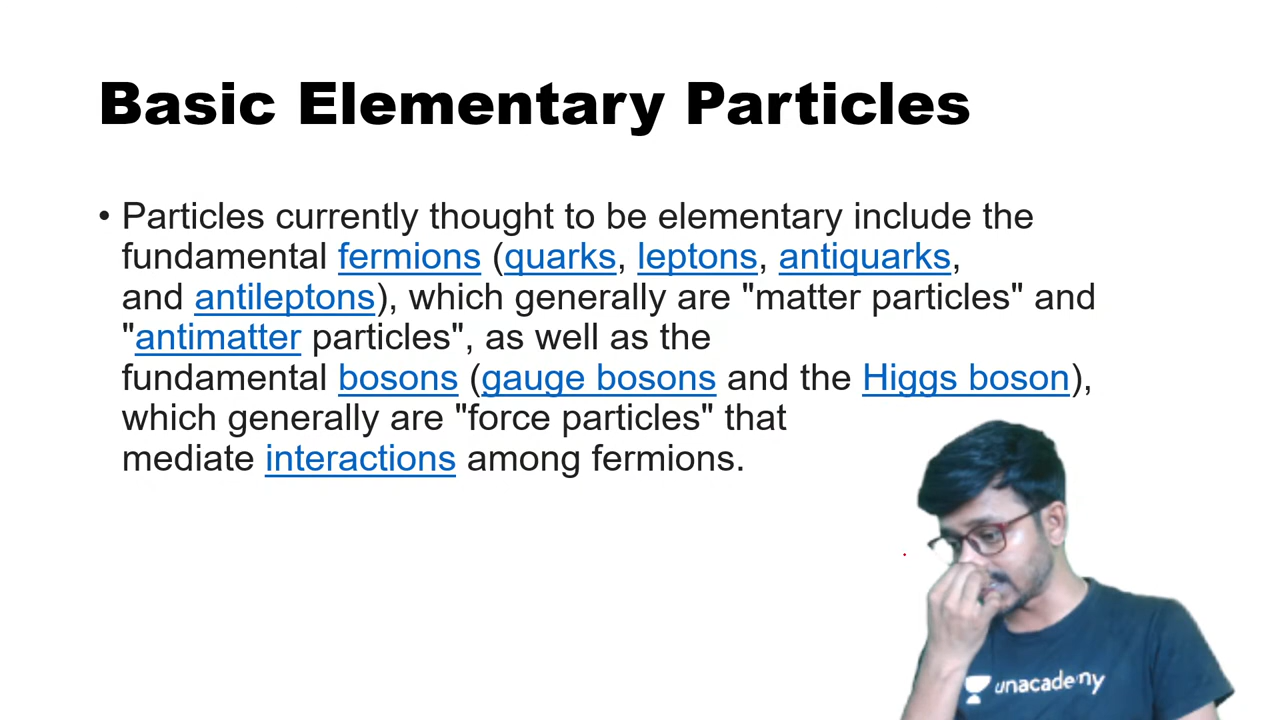 Basic Elementary Particles
• Particles currently thought to be elementary include the
fundamental fermions (quarks, leptons, antiquarks,
and antileptons), which generally are "matter particles" and
"antimatter particles", as well as the
fundamental bosons (gauge bosons and the Higgs boson),
which generally are "force particles" that
mediate interactions among fermions.
unacademy